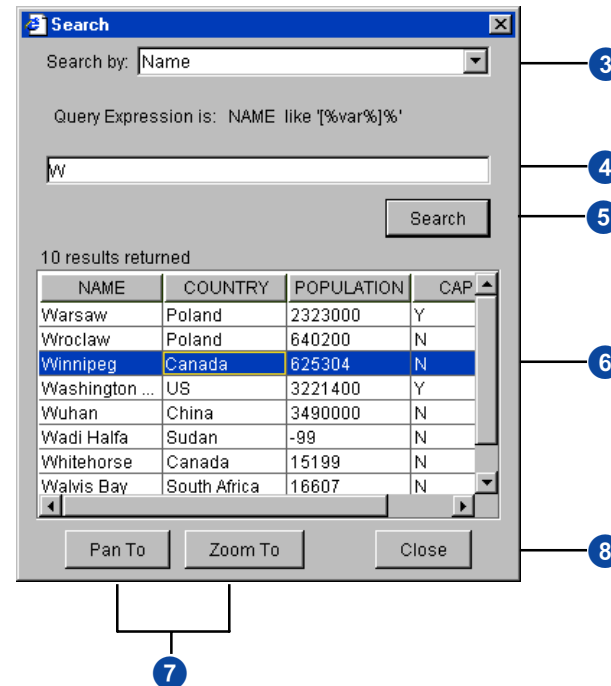 Search
Search by: Name
3
Query Expression is: NAME like '[%var%]%'
W
4
Search
5
10 results returned
NAME COUNTRY POPULATION CAP
Warsaw Poland 2323000 Y
Wroclaw Poland 640200 N
Winnipeg Canada 625304 N
6
Washington ... US 3221400 Y
Wuhan China 3490000 N
Wadi Halfa Sudan -99 N
Whitehorse Canada 15199 N
Walvis Bay South Africa 16607 N
Pan To Zoom To Close
8
7